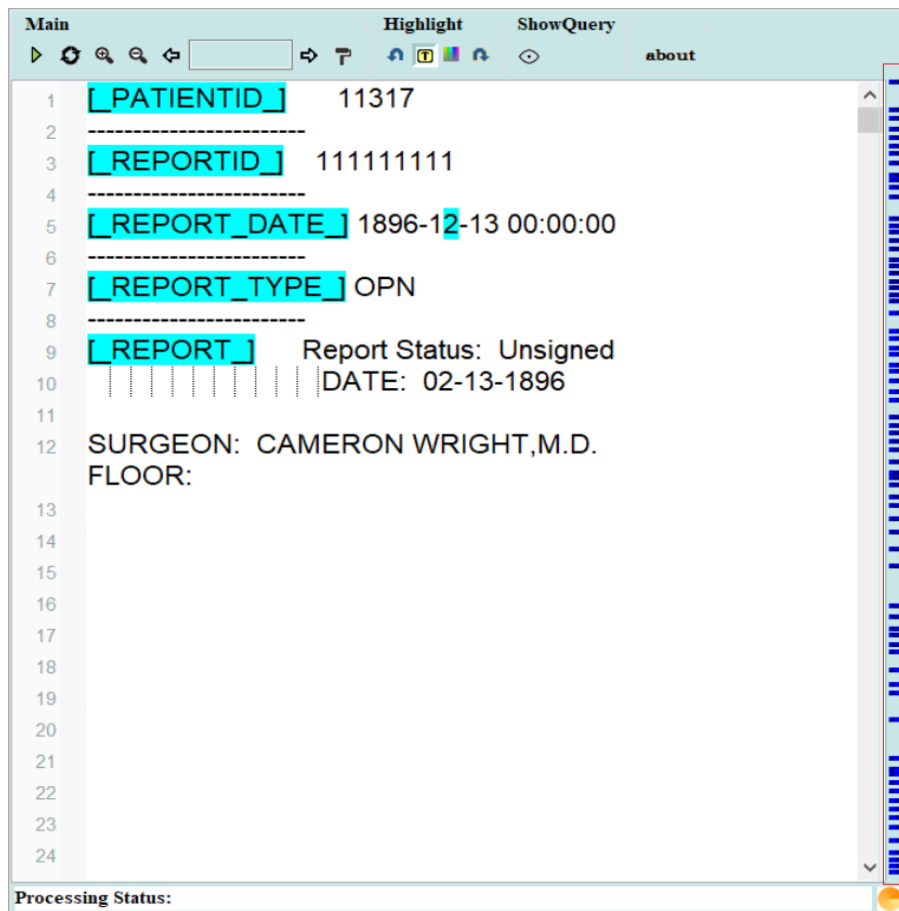 Main Highlight ShowQuery
T about
1 [_PATIENTID_] 11317
2 ------------------------
3 [_REPORTID_] 111111111
4 ------------------------
5 [_REPORT_DATE_] 1896-12-13 00:00:00
6 ------------------------
7 [_REPORT_TYPE_] OPN
8 ------------------------
9 [_REPORT_] Report Status: Unsigned
10 DATE: 02-13-1896
11
12 SURGEON: CAMERON WRIGHT,M.D.
FLOOR:
13
14
15
16
17
18
19
20
21
22
23
24
Processing Status: